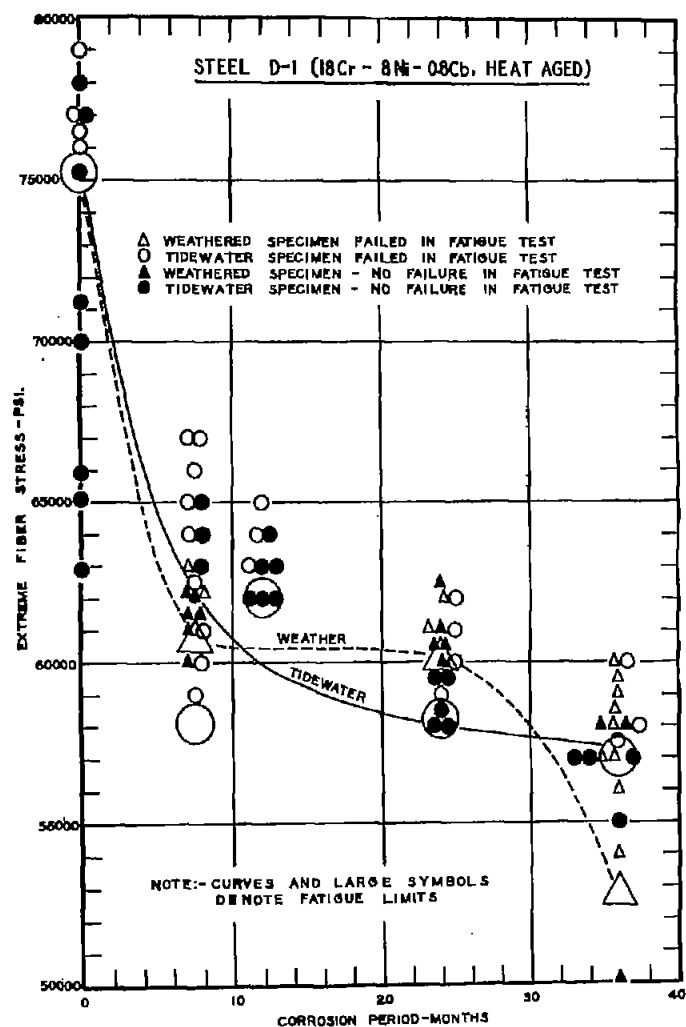 80000
STEEL D-1 (18Cr - 8Ni - 0.8Cb, HEAT AGED)
75000
△ WEATHERED SPECIMEN FAILED IN FATIGUE TEST
○ TIDEWATER SPECIMEN FAILED IN FATIGUE TEST
▲ WEATHERED SPECIMEN - NO FAILURE IN FATIGUE TEST
● TIDEWATER SPECIMEN - NO FAILURE IN FATIGUE TEST
70000
EXTREME FIBER STRESS-PSI.
65000
WEATHER
60000
TIDEWATER
55000
NOTE:- CURVES AND LARGE SYMBOLS
DENOTE FATIGUE LIMITS
50000
0 10 20 30 40
CORROSION PERIOD-MONTHS